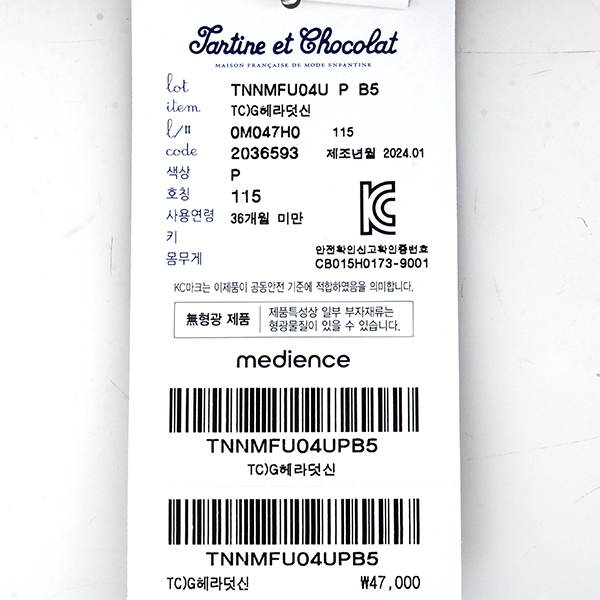 Tartine et Chocolat
MAISON FRANÇAISE DE MODE ENFANTINE
lot TNNMFU04U P B5
item TC)G헤라덧신
l/# 0M047H0 115
code 2036593 제조년월 2024.01
색상 P
호칭 115
사용연령 36개월 미만
키
몸무게
KC
안전확인신고확인증번호
CB015H0173-9001
KC마크는 이제품이 공동안전 기준에 적합하였음을 의미합니다.
無형광 제품 제품특성상 일부 부자재류는
형광물질이 있을 수 있습니다.
medience
TNNMFU04UPB5
TC)G헤라덧신
TNNMFU04UPB5
TC)G헤라덧신 ₩47,000